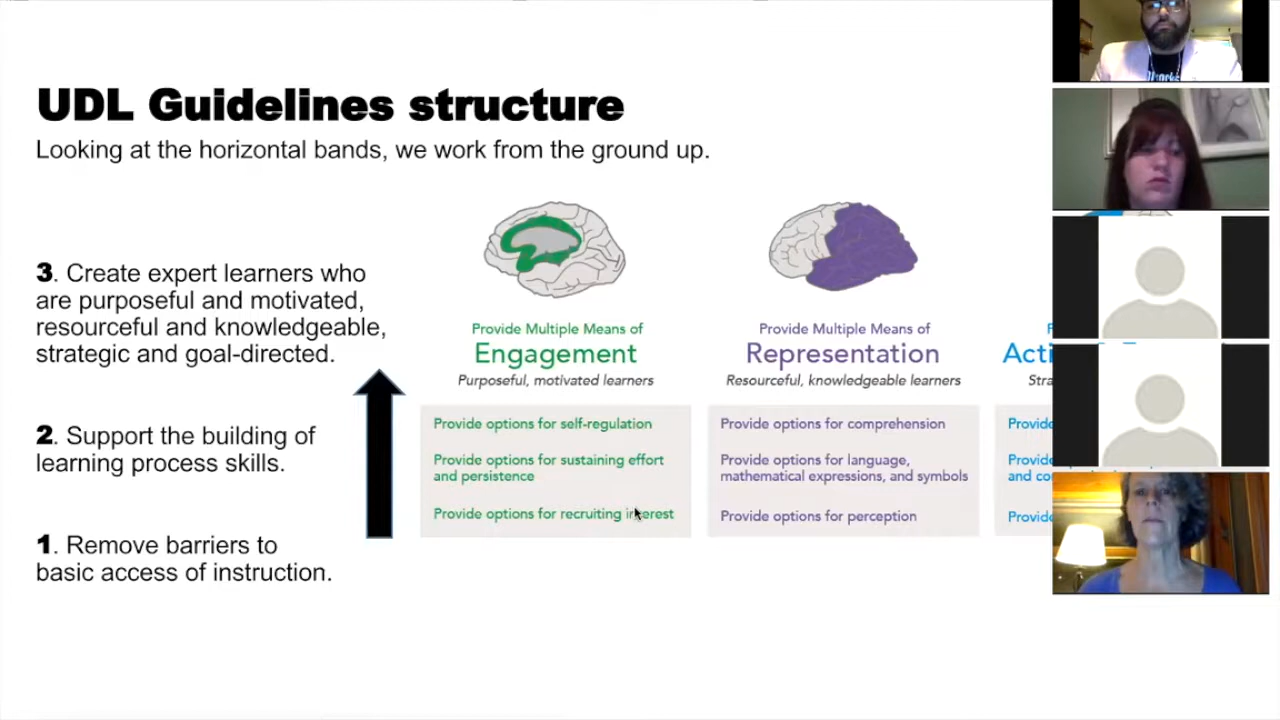 UDL Guidelines structure
Looking at the horizontal bands, we work from the ground up.
3. Create expert learners who
are purposeful and motivated,
resourceful and knowledgeable,
strategic and goal-directed.
2. Support the building of
learning process skills.
1. Remove barriers to
basic access of instruction.
Provide Multiple Means of
Engagement
Purposeful, motivated learners
Provide options for self-regulation
Provide options for sustaining effort
and persistence
Provide options for recruiting interest
Provide Multiple Means of
Representation
Resourceful, knowledgeable learners
Provide options for comprehension
Provide options for language,
mathematical expressions, and symbols
Provide options for perception
Provide
Provide
Provide